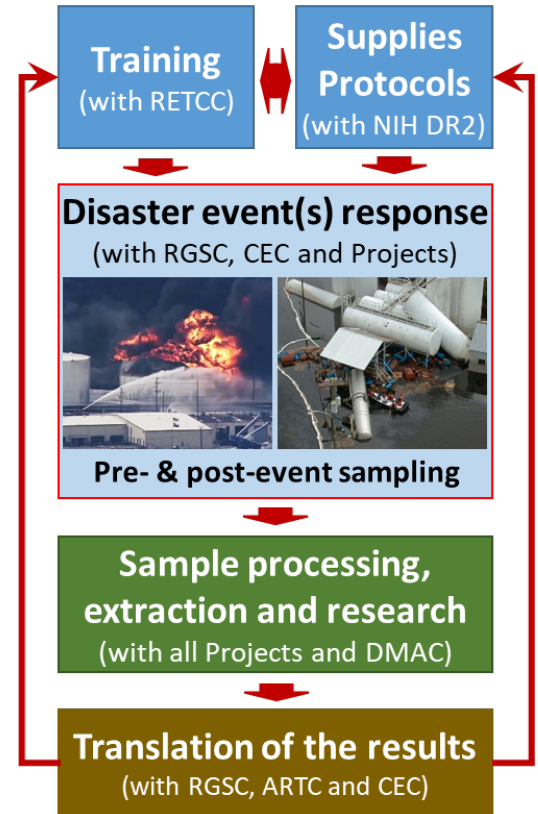 Training
(with RETCC)
Supplies
Protocols
(with NIH DR2)
Disaster event(s) response
(with RGSC, CEC and Projects)
Pre- & post-event sampling
Sample processing,
extraction and research
(with all Projects and DMAC)
Translation of the results
(with RGSC, ARTC and CEC)